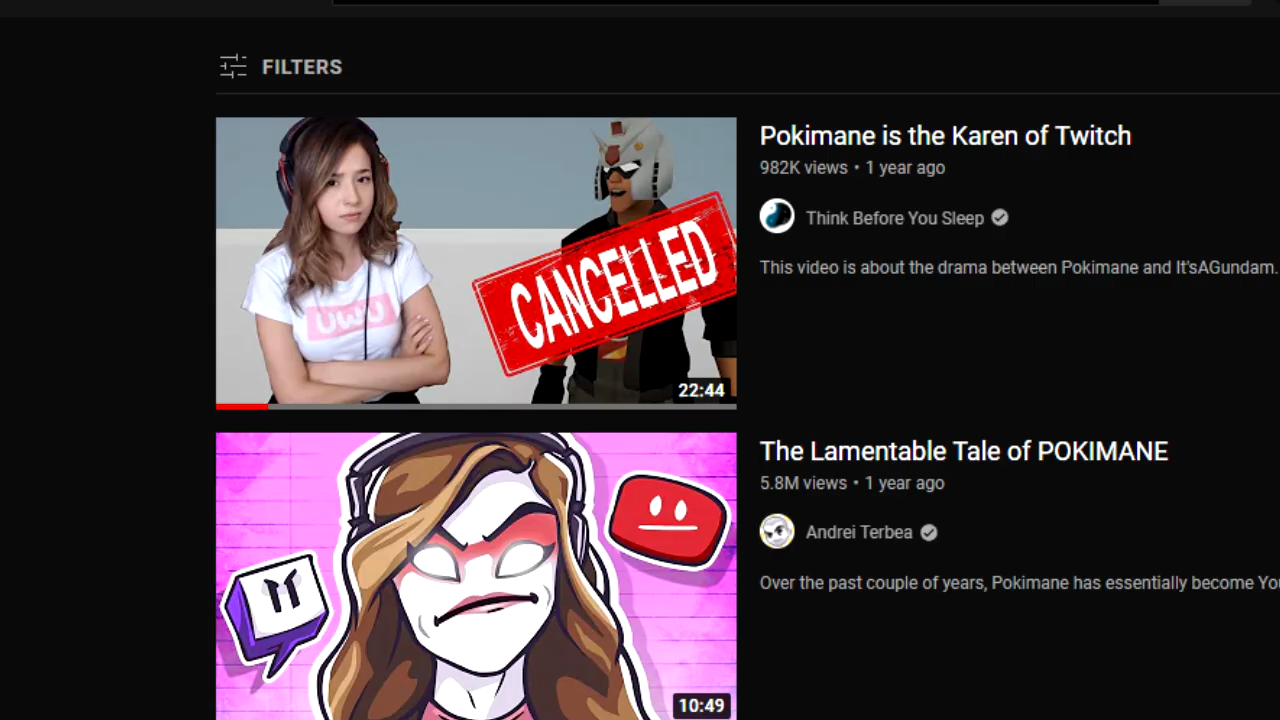 FILTERS
UWU
CANCELLED
22:44
Pokimane is the Karen of Twitch
982K views • 1 year ago
Think Before You Sleep
This video is about the drama between Pokimane and It'sAGundam.
10:49
The Lamentable Tale of POKIMANE
5.8M views • 1 year ago
Andrei Terbea
Over the past couple of years, Pokimane has essentially become